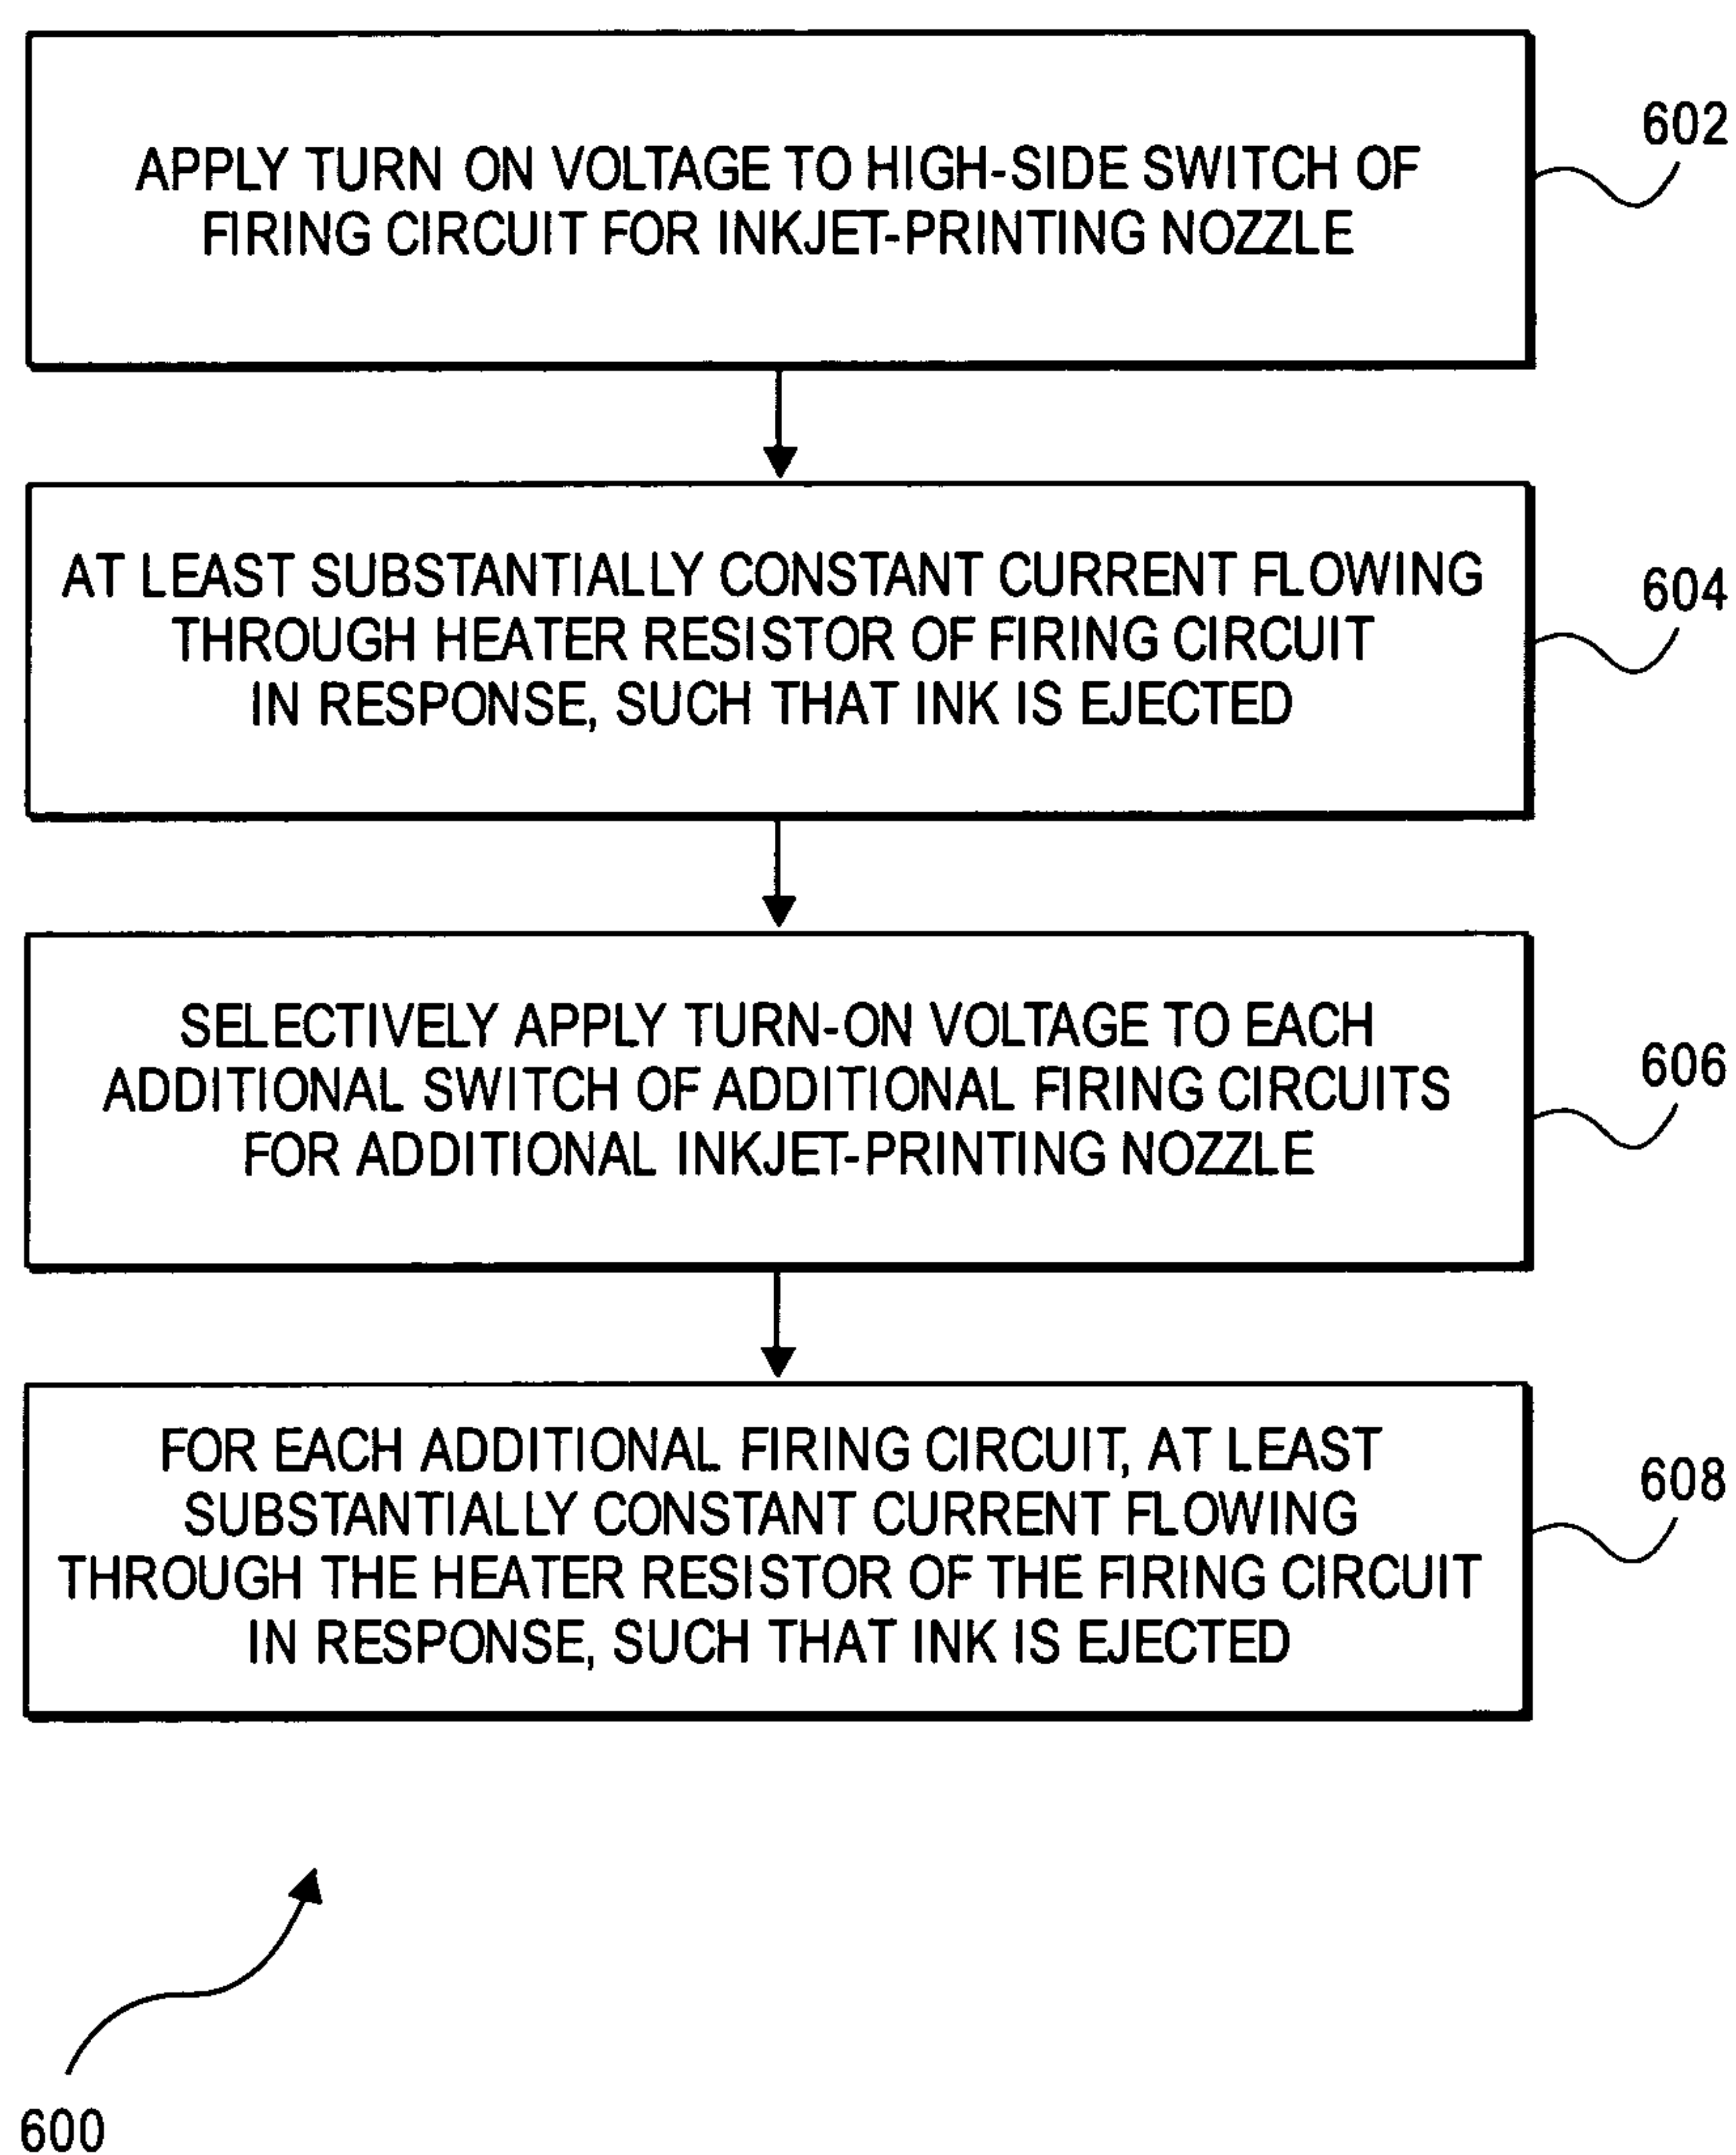 APPLY TURN ON VOLTAGE TO HIGH-SIDE SWITCH OF
FIRING CIRCUIT FOR INKJET-PRINTING NOZZLE
602
AT LEAST SUBSTANTIALLY CONSTANT CURRENT FLOWING
THROUGH HEATER RESISTOR OF FIRING CIRCUIT
IN RESPONSE, SUCH THAT INK IS EJECTED
604
SELECTIVELY APPLY TURN-ON VOLTAGE TO EACH
ADDITIONAL SWITCH OF ADDITIONAL FIRING CIRCUITS
FOR ADDITIONAL INKJET-PRINTING NOZZLE
606
FOR EACH ADDITIONAL FIRING CIRCUIT, AT LEAST
SUBSTANTIALLY CONSTANT CURRENT FLOWING
THROUGH THE HEATER RESISTOR OF THE FIRING CIRCUIT
IN RESPONSE, SUCH THAT INK IS EJECTED
608
600